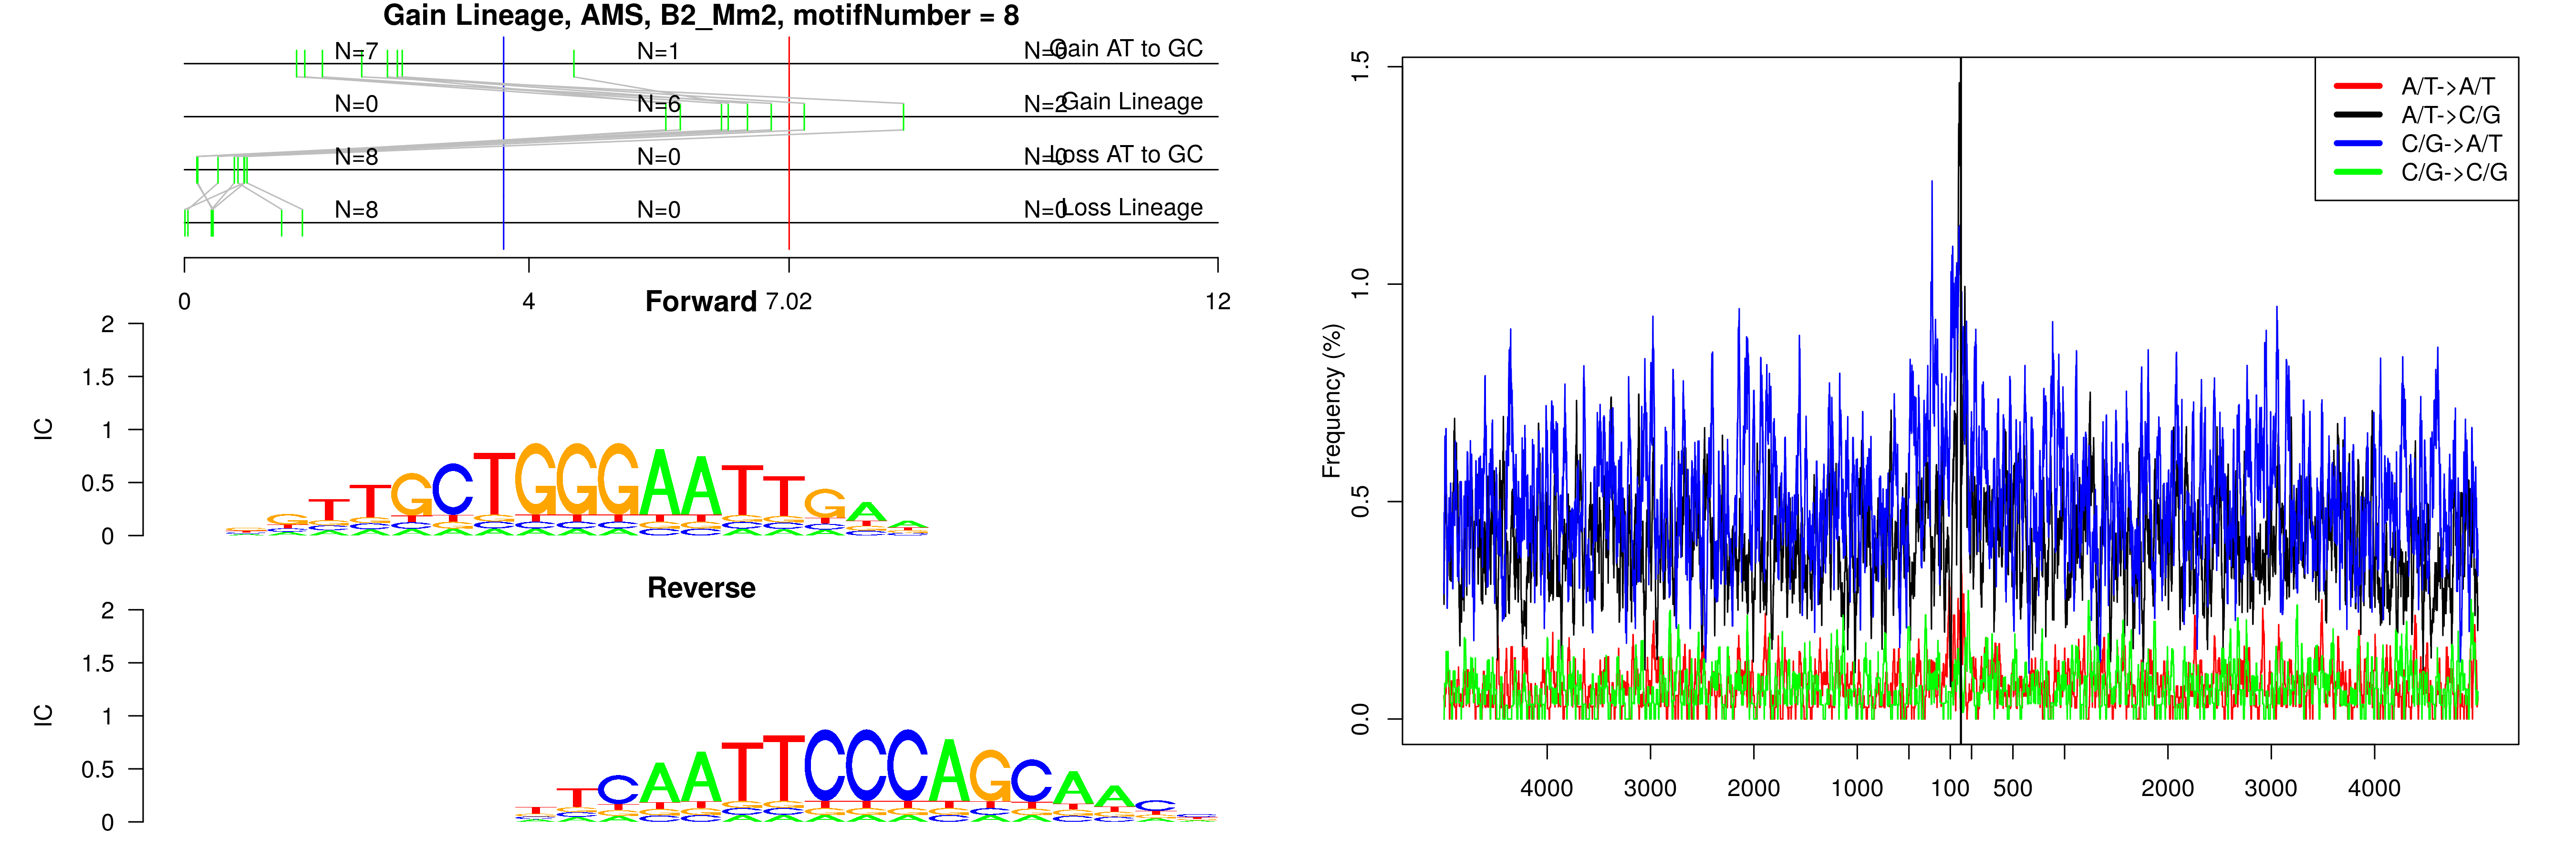 Gain Lineage, AMS, B2_Mm2, motifNumber = 8
N=7 N=1 N=0 Gain AT to GC
N=0 N=6 N=2 Gain Lineage
N=8 N=0 N=0 Loss AT to GC
N=8 N=0 N=0 Loss Lineage
0 4 7.02 12
Forward
2
1.5
1
0.5
0
IC
GTTGCTGGGAATTGAA
Reverse
2
1.5
1
0.5
0
IC
TTCAATTCCCAGCAAC
1.5
1.0
0.5
0.0
Frequency (%)
A/T->A/T
A/T->C/G
C/G->A/T
C/G->C/G
4000 3000 2000 1000 100 500 2000 3000 4000